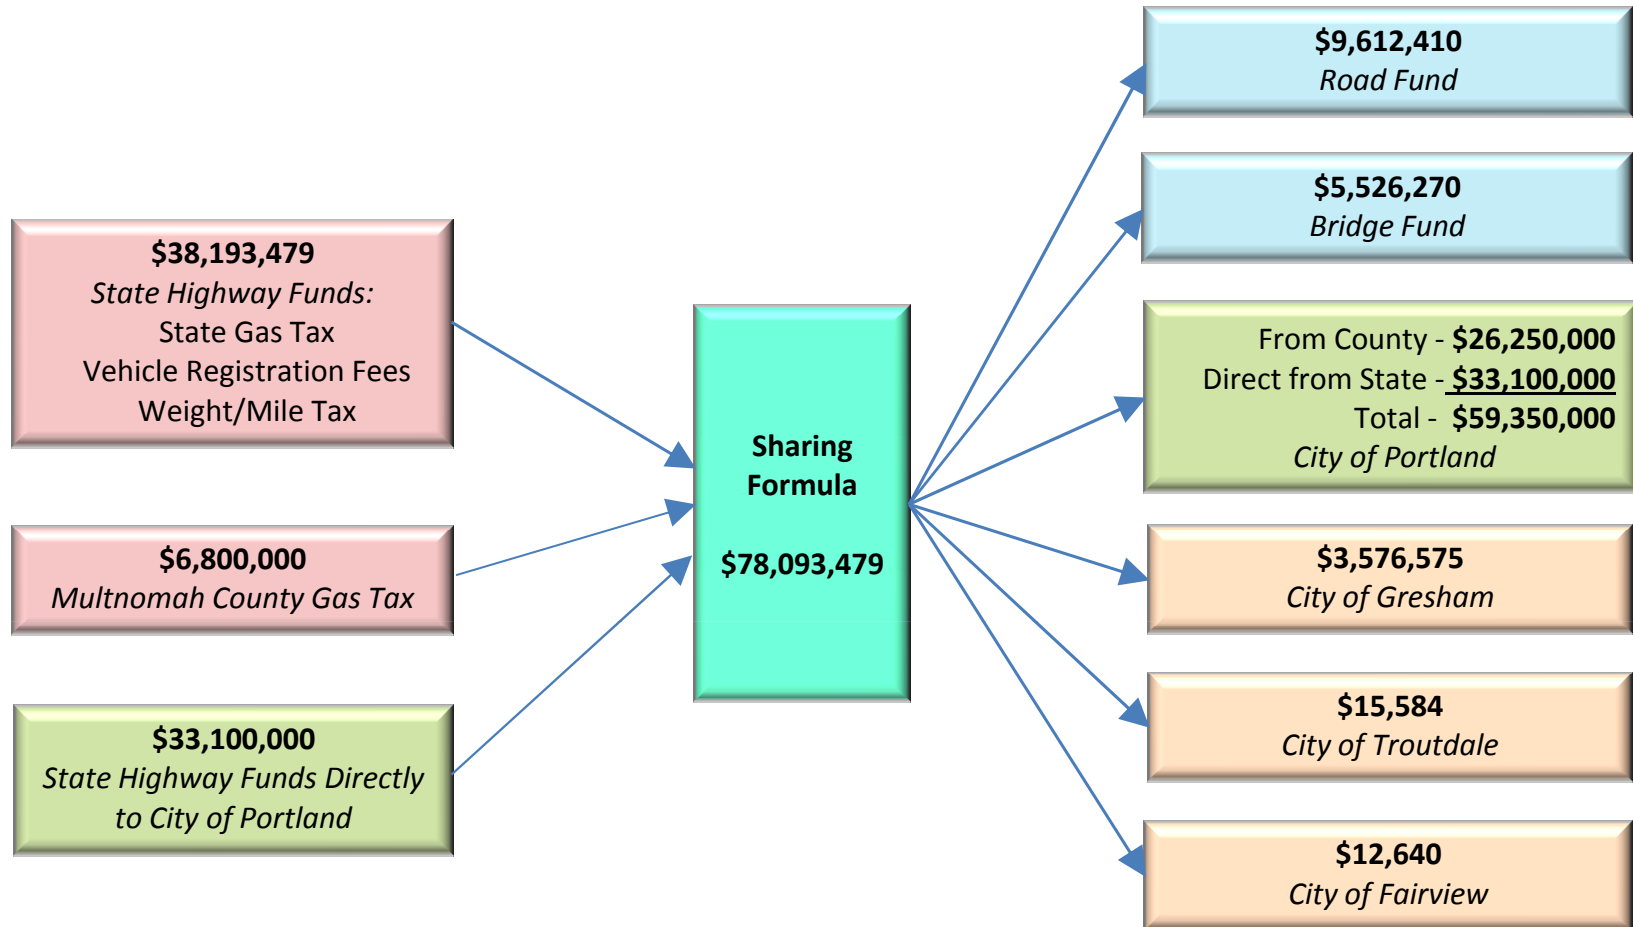 $38,193,479
State Highway Funds:
State Gas Tax
Vehicle Registration Fees
Weight/Mile Tax
$6,800,000
Multnomah County Gas Tax
$33,100,000
State Highway Funds Directly
to City of Portland
Sharing
Formula
$78,093,479
$9,612,410
Road Fund
$5,526,270
Bridge Fund
From County - $26,250,000
Direct from State - $33,100,000
Total - $59,350,000
City of Portland
$3,576,575
City of Gresham
$15,584
City of Troutdale
$12,640
City of Fairview